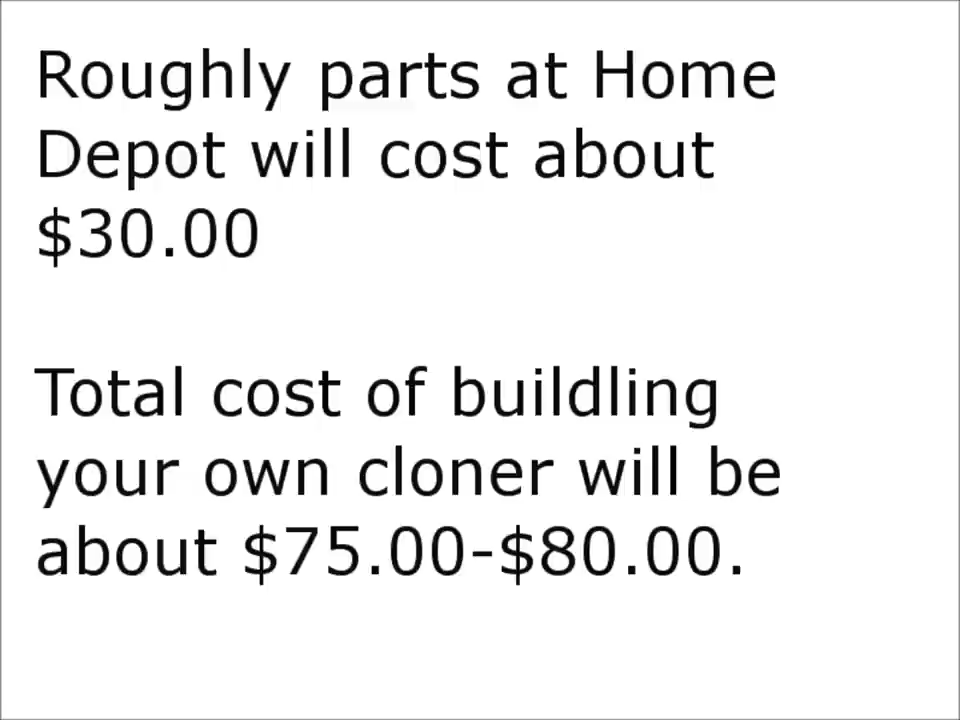 Roughly parts at Home
Depot will cost about
$30.00
Total cost of buildling
your own cloner will be
about $75.00-$80.00.